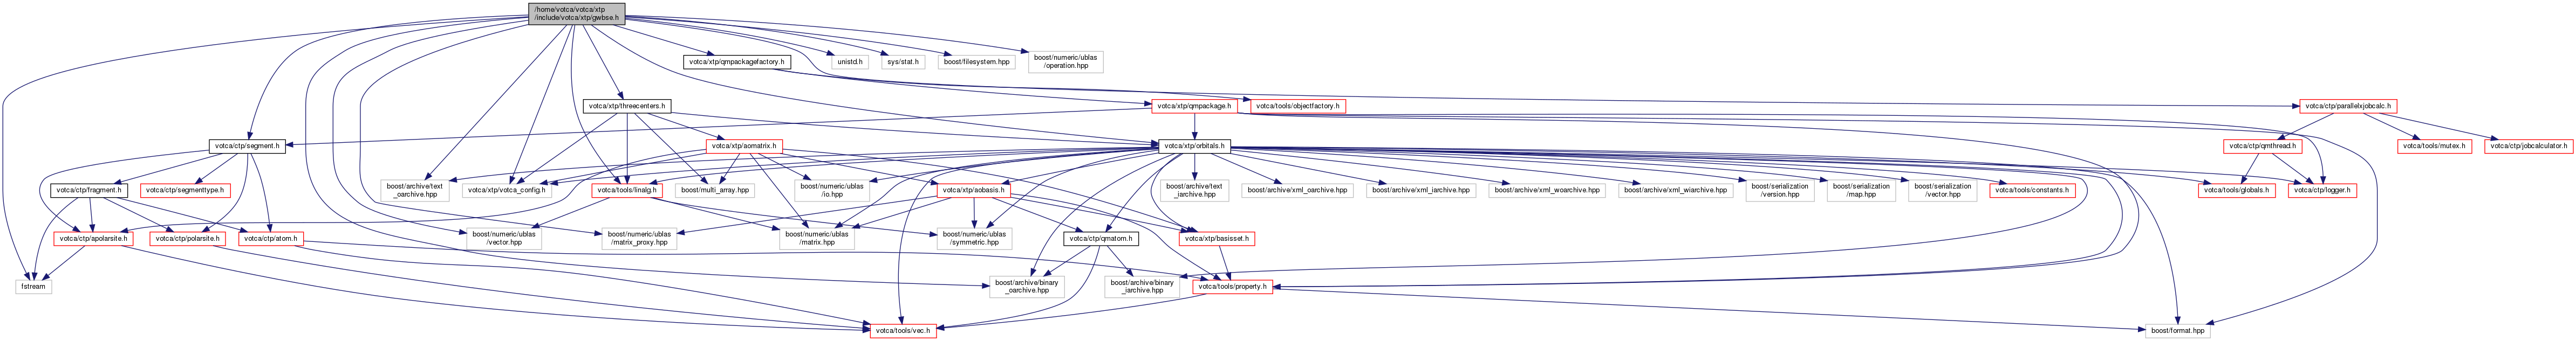 /home/votca/votca/xtp
/include/votca/xtp/gwbse.h
votca/xtp/qmpackagefactory.h
unistd.h
sys/stat.h
boost/filesystem.hpp
boost/numeric/ublas
/operation.hpp
votca/xtp/threecenters.h
votca/xtp/qmpackage.h
votca/tools/objectfactory.h
votca/ctp/parallelxjobcalc.h
votca/ctp/segment.h
votca/xtp/aomatrix.h
votca/xtp/orbitals.h
votca/ctp/qmthread.h
votca/tools/mutex.h
votca/ctp/jobcalculator.h
votca/ctp/fragment.h
votca/ctp/segmenttype.h
boost/archive/text
_oarchive.hpp
votca/xtp/votca_config.h
votca/tools/linalg.h
boost/multi_array.hpp
boost/numeric/ublas
/io.hpp
votca/xtp/aobasis.h
boost/archive/text
_iarchive.hpp
boost/archive/xml_oarchive.hpp
boost/archive/xml_iarchive.hpp
boost/archive/xml_woarchive.hpp
boost/archive/xml_wiarchive.hpp
boost/serialization
/version.hpp
boost/serialization
/map.hpp
boost/serialization
/vector.hpp
votca/tools/constants.h
votca/tools/globals.h
votca/ctp/logger.h
votca/ctp/apolarsite.h
votca/ctp/polarsite.h
votca/ctp/atom.h
boost/numeric/ublas
/vector.hpp
boost/numeric/ublas
/matrix_proxy.hpp
boost/numeric/ublas
/matrix.hpp
boost/numeric/ublas
/symmetric.hpp
votca/ctp/qmatom.h
votca/xtp/basisset.h
fstream
boost/archive/binary
_oarchive.hpp
boost/archive/binary
_iarchive.hpp
votca/tools/property.h
votca/tools/vec.h
boost/format.hpp